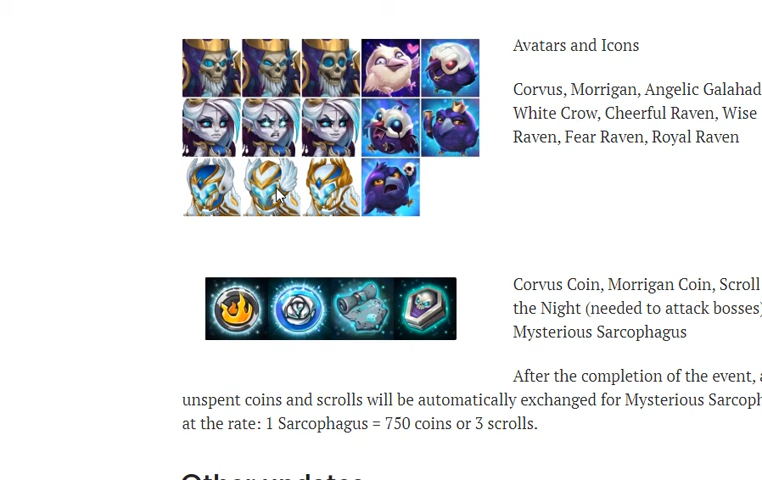 Avatars and Icons
Corvus, Morrigan, Angelic Galahad
White Crow, Cheerful Raven, Wise
Raven, Fear Raven, Royal Raven
Corvus Coin, Morrigan Coin, Scroll
the Night (needed to attack bosses)
Mysterious Sarcophagus
After the completion of the event,
unspent coins and scrolls will be automatically exchanged for Mysterious Sarcoph
at the rate: 1 Sarcophagus = 750 coins or 3 scrolls.
Other updates